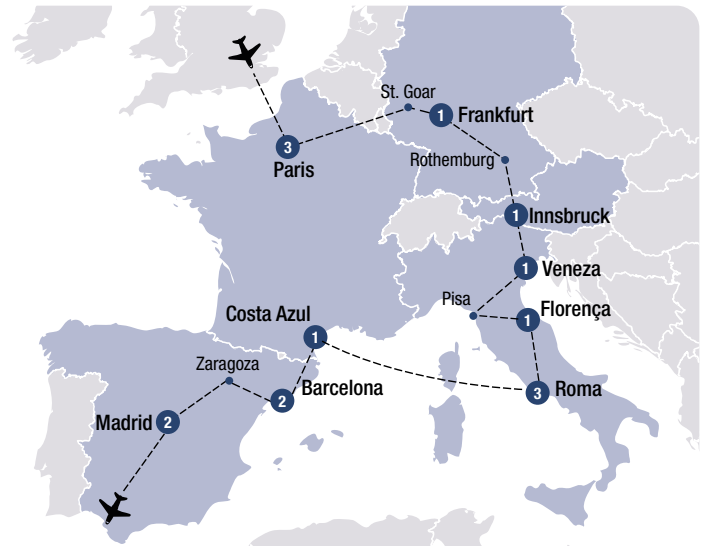 St. Goar
1
Frankfurt
3
Paris
Rothemburg
1
Innsbruck
1
Veneza
Pisa
1
Florença
Costa Azul
1
Zaragoza
2
Barcelona
3
Roma
Madrid
2